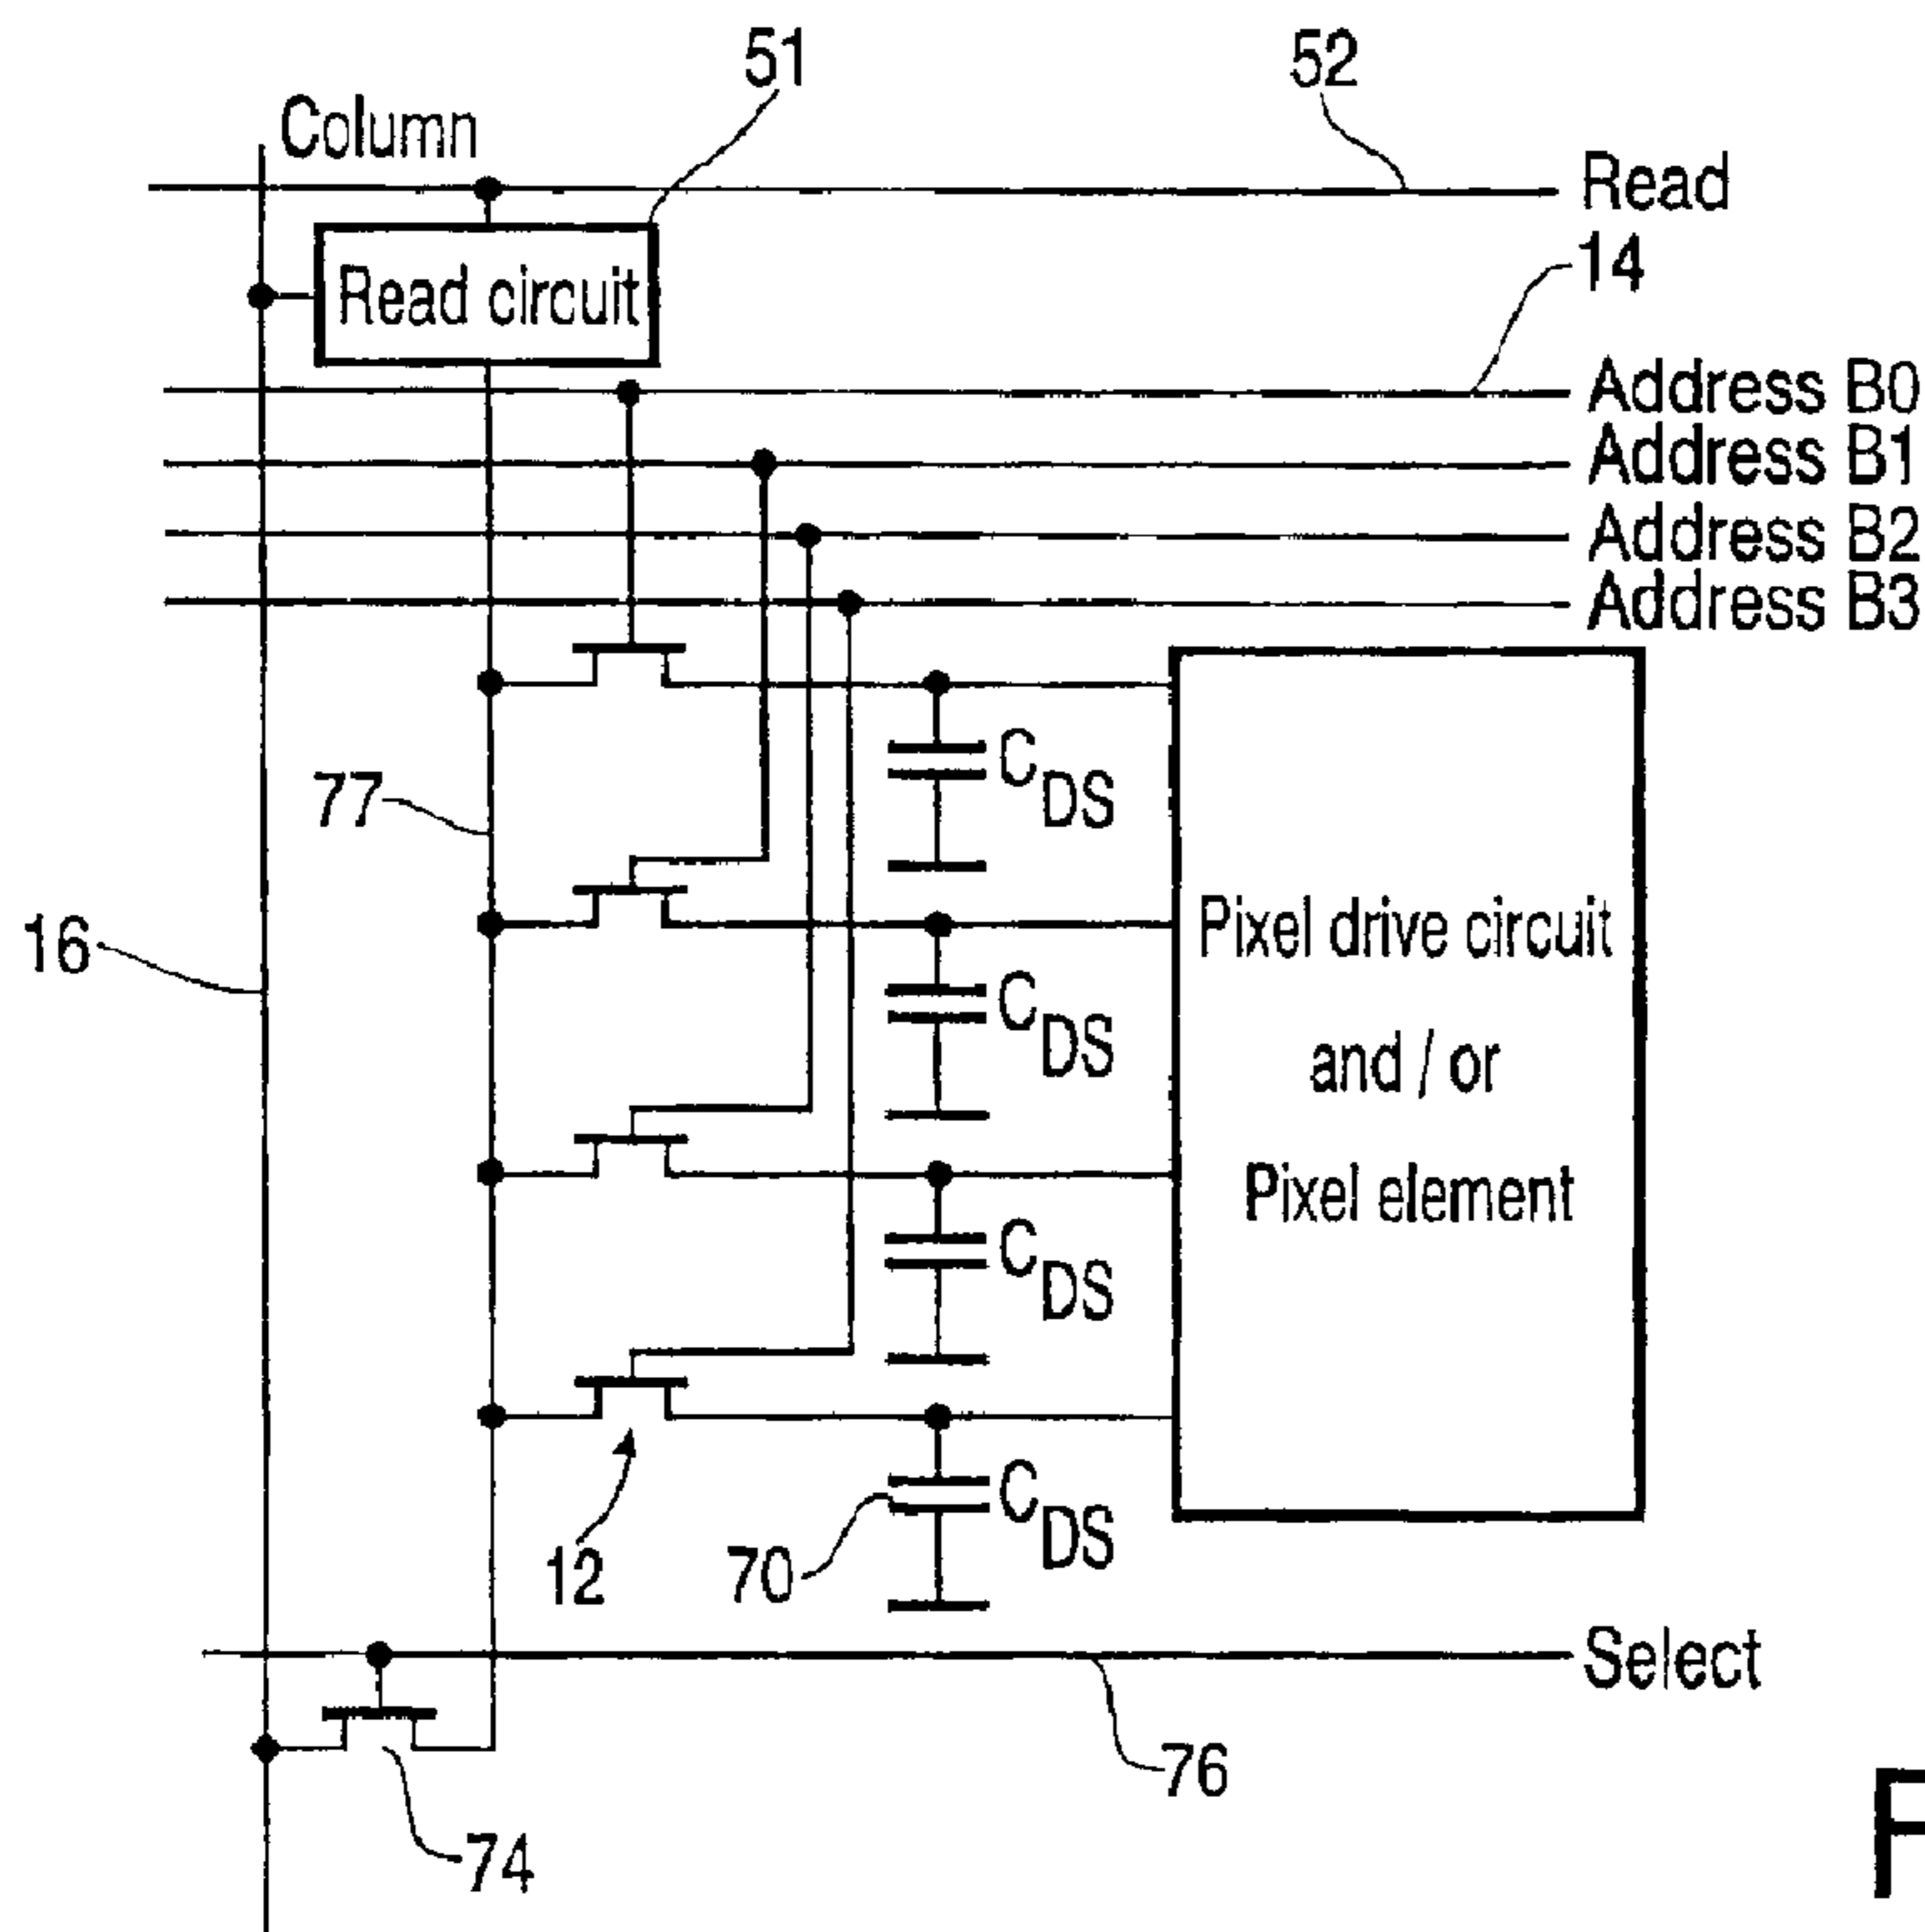 51
52
Column
Read
Read circuit
14
Address B0
Address B1
Address B2
Address B3
CDS
77
16
Pixel drive circuit
and / or
Pixel element
CDS
CDS
CDS
12
70
Select
76
74
F